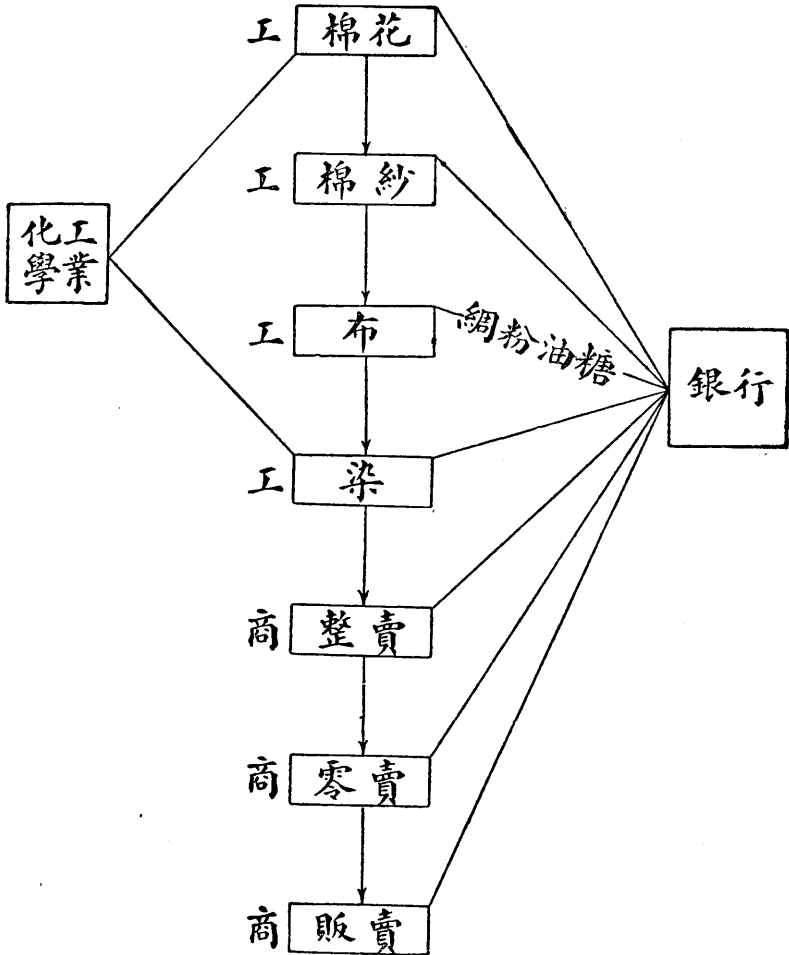 工 棉花
工 棉紗
化工
學業
工 布
綢粉油糖
銀行
工 染
商 整賣
商 零賣
商 販賣